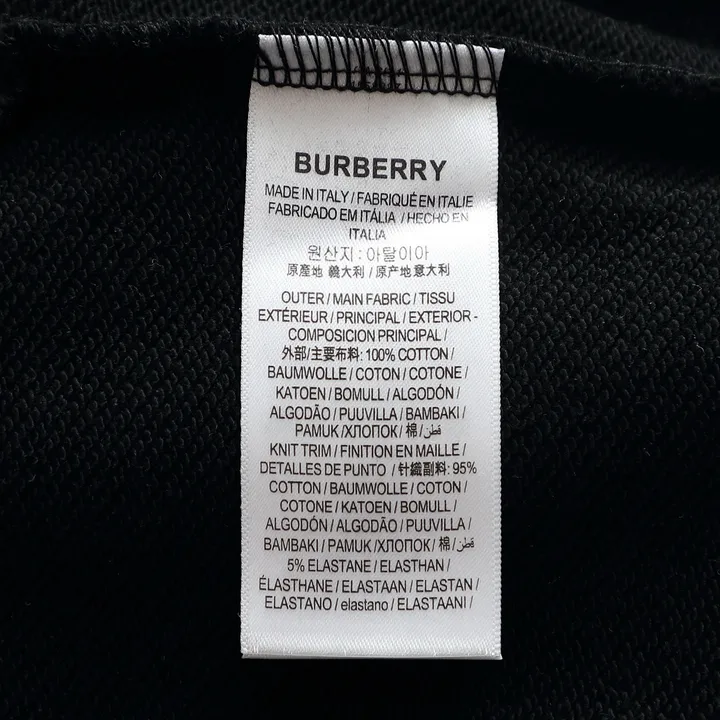 BURBERRY
MADE IN ITALY / FABRIQUÉ EN ITALIE
FABRICADO EM ITÁLIA / HECHO EN
ITALIA
원산지 : 아탈이아
原產地 義大利 / 原产地 意大利
OUTER / MAIN FABRIC / TISSU
EXTÉRIEUR / PRINCIPAL / EXTERIOR -
COMPOSICION PRINCIPAL /
外部/主要布料: 100% COTTON /
BAUMWOLLE / COTON / COTONE /
KATOEN / BOMULL / ALGODÓN /
ALGODÃO / PUUVILLA / BAMBAKI /
PAMUK /ХЛОПОК/ 棉 / قطن /
KNIT TRIM / FINITION EN MAILLE /
DETALLES DE PUNTO / 针織副料: 95%
COTTON / BAUMWOLLE / COTON /
COTONE / KATOEN / BOMULL /
ALGODÓN / ALGODÃO / PUUVILLA /
BAMBAKI / PAMUK /ХЛОПОК/ 棉 / قطن /
5% ELASTANE / ELASTHAN /
ÉLASTHANE / ELASTAAN / ELASTAN /
ELASTANO / elastano / ELASTAANI /